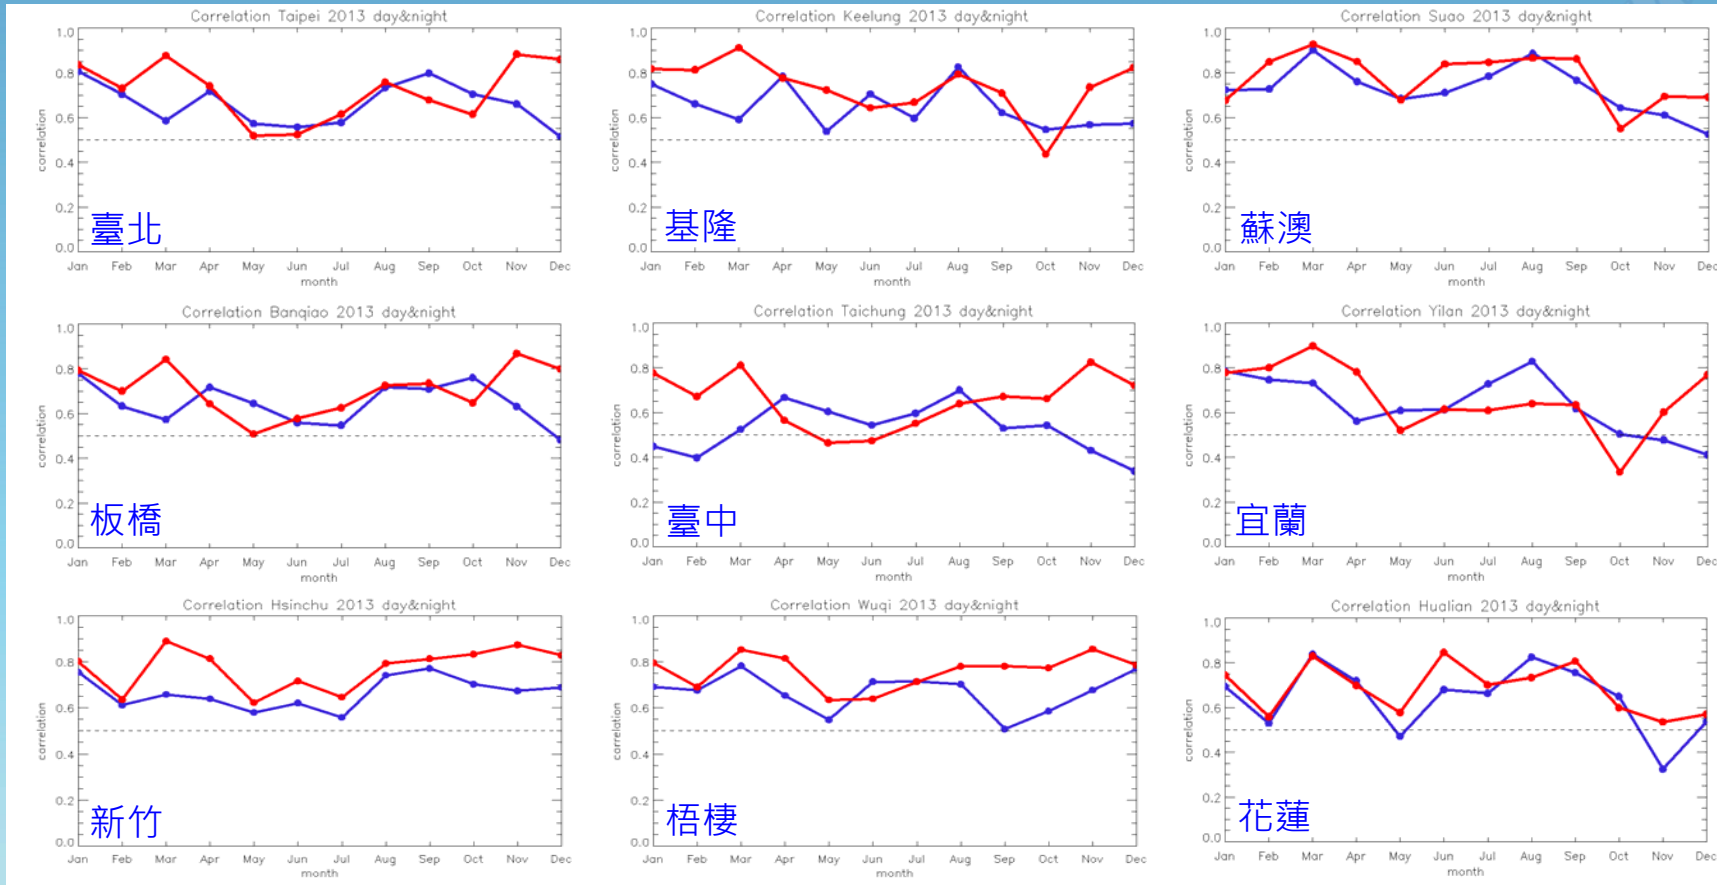 Correlation Taipei 2013 day&night
1.0
0.8
0.6
0.4
0.2
0.0
correlation
臺北
Jan Feb Mar Apr May Jun Jul Aug Sep Oct Nov Dec
month
Correlation Keelung 2013 day&night
1.0
0.8
0.6
0.4
0.2
0.0
correlation
基隆
Jan Feb Mar Apr May Jun Jul Aug Sep Oct Nov Dec
month
Correlation Suao 2013 day&night
1.0
0.8
0.6
0.4
0.2
0.0
correlation
蘇澳
Jan Feb Mar Apr May Jun Jul Aug Sep Oct Nov Dec
month
Correlation Banqiao 2013 day&night
1.0
0.8
0.6
0.4
0.2
0.0
correlation
板橋
Jan Feb Mar Apr May Jun Jul Aug Sep Oct Nov Dec
month
Correlation Taichung 2013 day&night
1.0
0.8
0.6
0.4
0.2
0.0
correlation
臺中
Jan Feb Mar Apr May Jun Jul Aug Sep Oct Nov Dec
month
Correlation Yilan 2013 day&night
1.0
0.8
0.6
0.4
0.2
0.0
correlation
宜蘭
Jan Feb Mar Apr May Jun Jul Aug Sep Oct Nov Dec
month
Correlation Hsinchu 2013 day&night
1.0
0.8
0.6
0.4
0.2
0.0
correlation
新竹
Jan Feb Mar Apr May Jun Jul Aug Sep Oct Nov Dec
month
Correlation Wuqi 2013 day&night
1.0
0.8
0.6
0.4
0.2
0.0
correlation
梧棲
Jan Feb Mar Apr May Jun Jul Aug Sep Oct Nov Dec
month
Correlation Hualian 2013 day&night
1.0
0.8
0.6
0.4
0.2
0.0
correlation
花蓮
Jan Feb Mar Apr May Jun Jul Aug Sep Oct Nov Dec
month